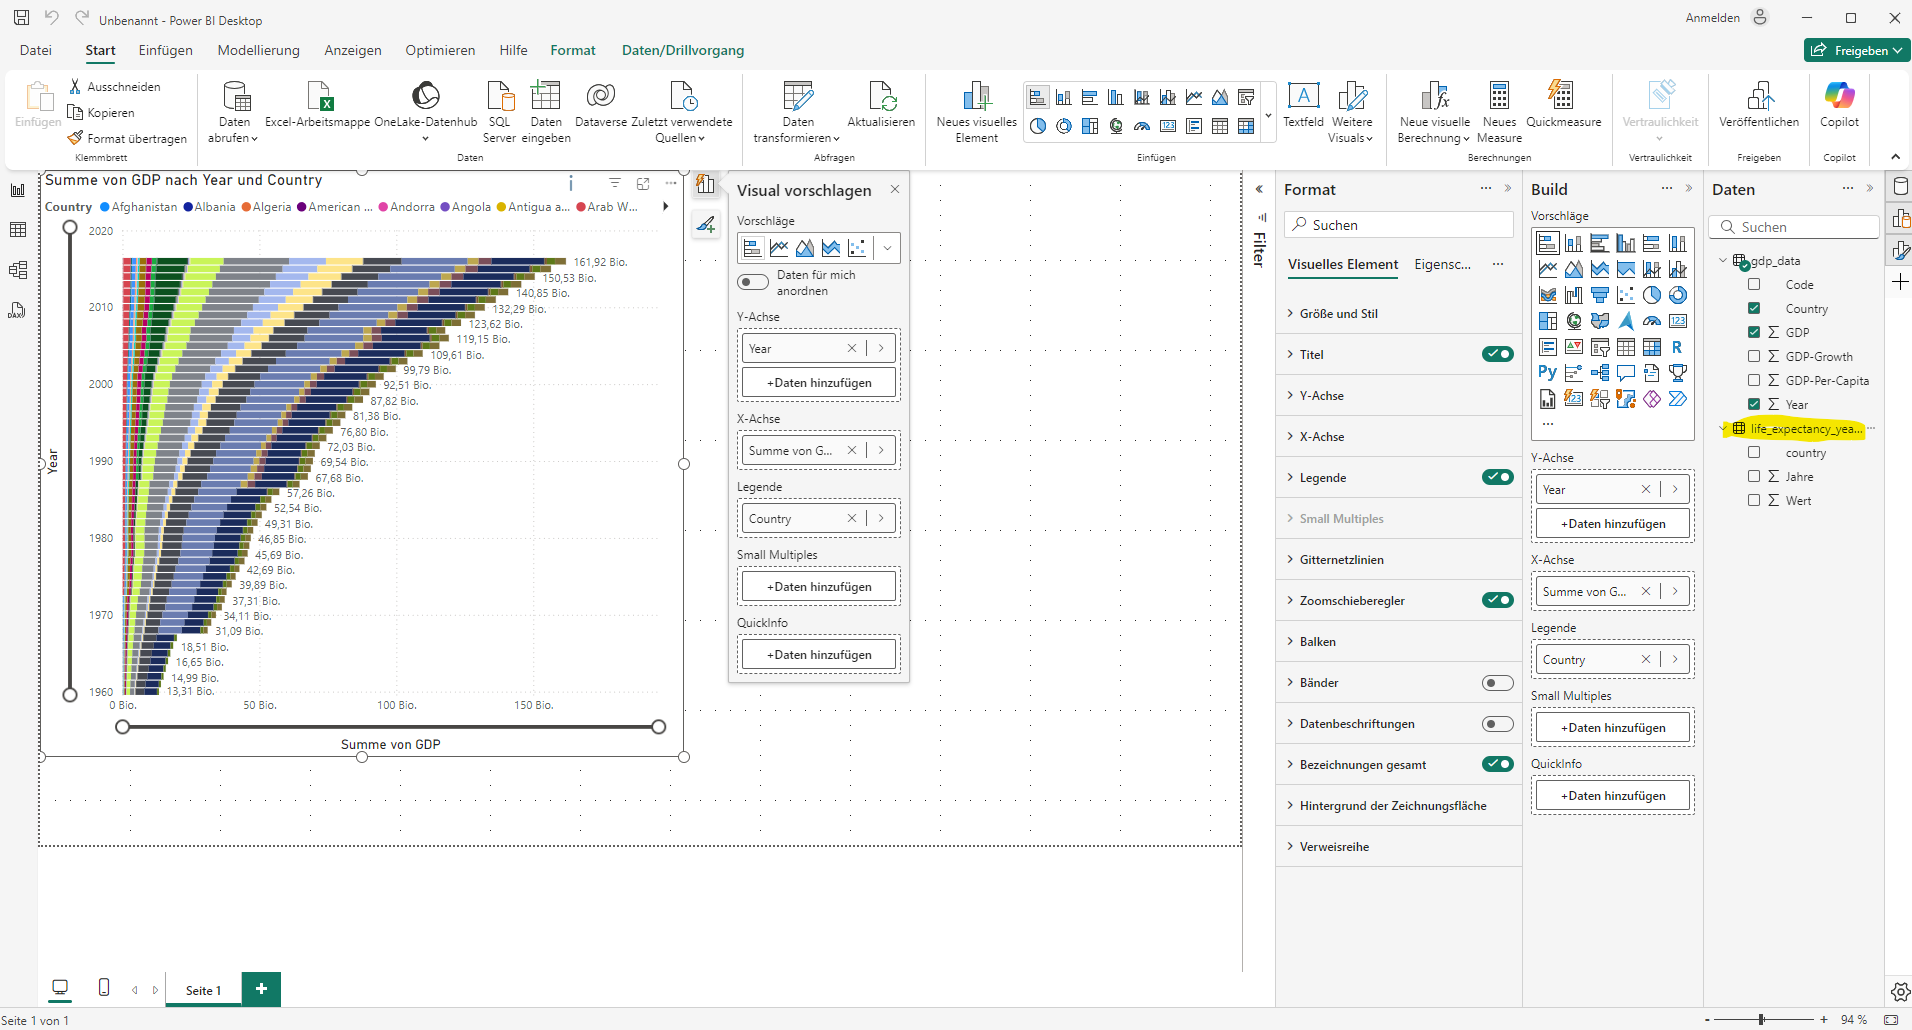 Unbenannt - Power BI Desktop
Anmelden
Datei Start Einfügen Modellierung Anzeigen Optimieren Hilfe Format Daten/Drillvorgang
Freigeben
Einfügen
Ausschneiden
Kopieren
Format übertragen
Klemmbrett
Daten abrufen
Excel-Arbeitsmappe
OneLake-Datenhub
SQL Server
Daten eingeben
Dataverse
Zuletzt verwendete Quellen
Daten
Daten transformieren
Aktualisieren
Abfragen
Neues visuelles Element
Textfeld
Weitere Visuals
Einfügen
Neue visuelle Berechnung
Neues Measure
Quickmeasure
Berechnungen
Vertraulichkeit
Vertraulichkeit
Veröffentlichen
Freigeben
Copilot
Copilot
Summe von GDP nach Year und Country
Country Afghanistan Albania Algeria American ... Andorra Angola Antigua a... Arab W...
Year
2020
2010
2000
1990
1980
1970
1960
161,92 Bio.
150,53 Bio.
140,85 Bio.
132,29 Bio.
123,62 Bio.
119,15 Bio.
109,61 Bio.
99,79 Bio.
92,51 Bio.
87,82 Bio.
81,38 Bio.
76,80 Bio.
72,03 Bio.
69,54 Bio.
67,68 Bio.
57,26 Bio.
52,54 Bio.
49,31 Bio.
46,85 Bio.
45,69 Bio.
42,69 Bio.
39,89 Bio.
37,31 Bio.
34,11 Bio.
31,09 Bio.
18,51 Bio.
16,65 Bio.
14,99 Bio.
13,31 Bio.
0 Bio. 50 Bio. 100 Bio. 150 Bio.
Summe von GDP
Visual vorschlagen
Vorschläge
Daten für mich
anordnen
Y-Achse
Year
+Daten hinzufügen
X-Achse
Summe von G...
Legende
Country
Small Multiples
+Daten hinzufügen
QuickInfo
+Daten hinzufügen
Filter
Format
Suchen
Visuelles Element Eigensc... ...
Größe und Stil
Titel
Y-Achse
X-Achse
Legende
Small Multiples
Gitternetzlinien
Zoomschieberegler
Balken
Bänder
Datenbeschriftungen
Bezeichnungen gesamt
Hintergrund der Zeichnungsfläche
Verweisreihe
Build
Vorschläge
R
Py
123
...
Y-Achse
Year
+Daten hinzufügen
X-Achse
Summe von G...
Legende
Country
Small Multiples
+Daten hinzufügen
QuickInfo
+Daten hinzufügen
Daten
Suchen
gdp_data
Code
Country
GDP
GDP-Growth
GDP-Per-Capita
Year
life_expectancy_yea...
country
Jahre
Wert
Seite 1
Seite 1 von 1
94 %